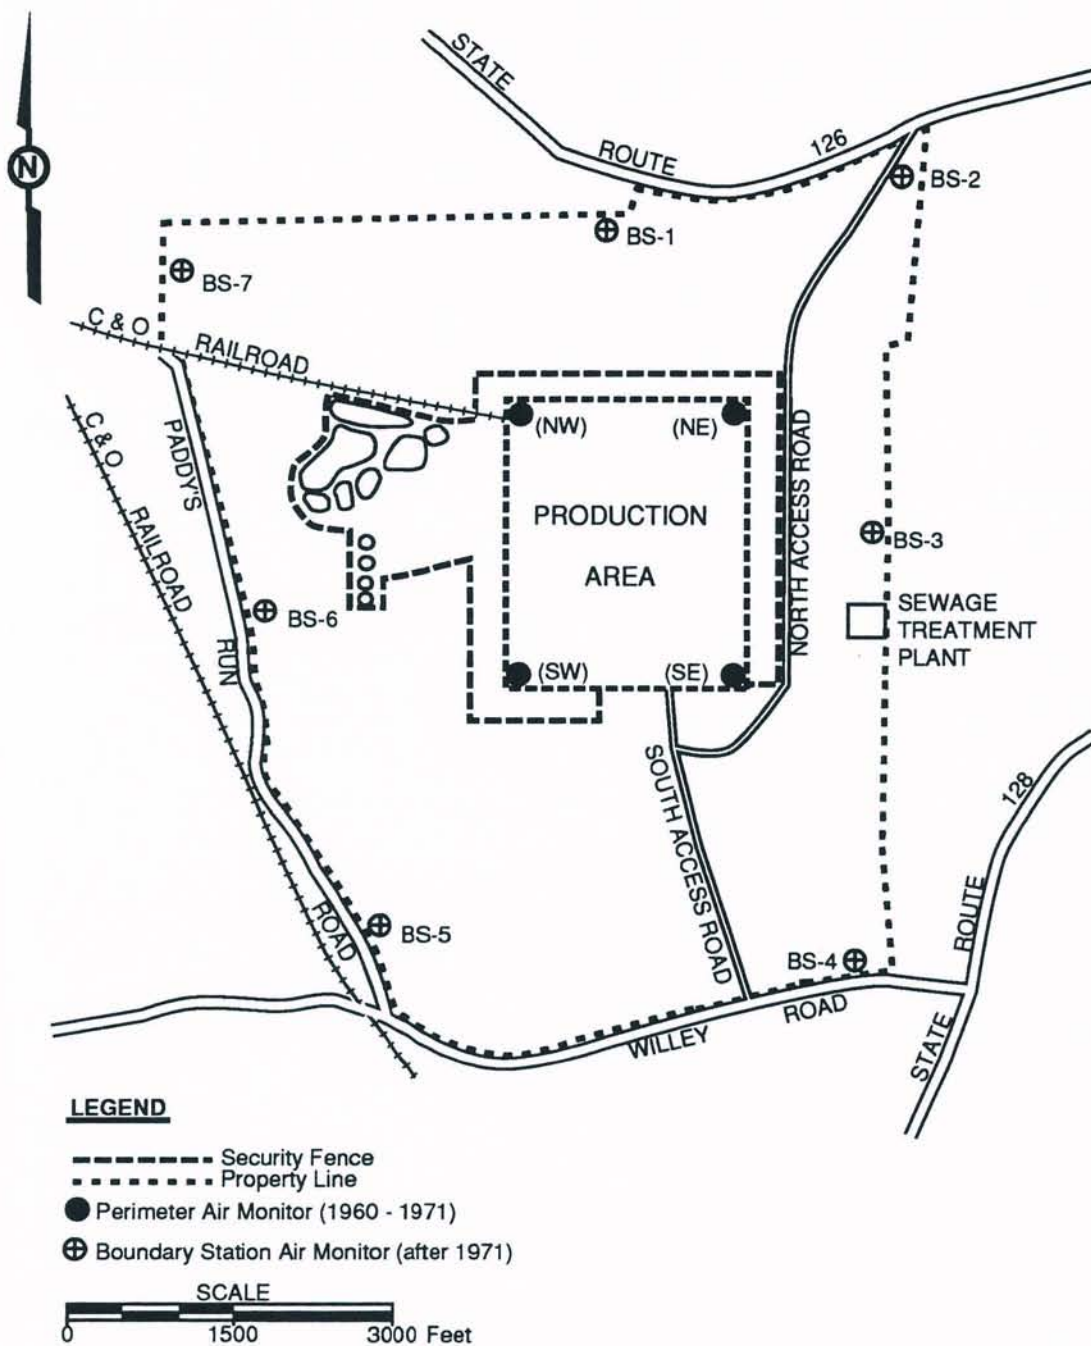 STATE
ROUTE
126
N
BS-2
BS-1
BS-7
C & O
RAILROAD
C & O
RAILROAD
ROAD
PADDY'S
RUN
(NW)
(NE)
PRODUCTION
AREA
NORTH ACCESS ROAD
BS-3
SEWAGE
TREATMENT
PLANT
BS-6
(SW)
(SE)
SOUTH ACCESS ROAD
128
ROUTE
STATE
BS-5
BS-4
ROAD
WILLEY
LEGEND
Security Fence
Property Line
Perimeter Air Monitor (1960 - 1971)
Boundary Station Air Monitor (after 1971)
SCALE
0 1500 3000 Feet